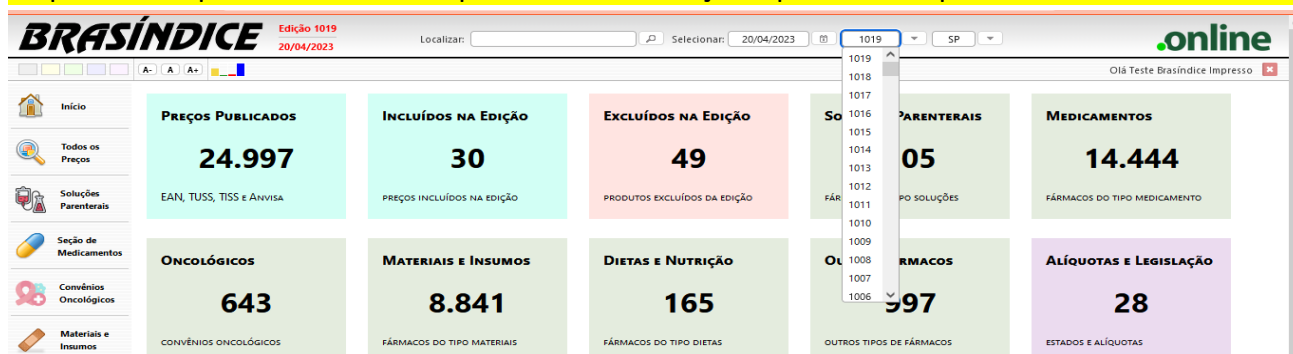 BRASÍNDICE
Edição 1019
20/04/2023
Localizar:
Selecionar: 20/04/2023 1019 SP
.online
A- A A+
Olá Teste Brasíndice Impresso
Início
Todos os
Preços
Soluções
Parenterais
Seção de
Medicamentos
Convênios
Oncológicos
Materiais e
Insumos
Preços Publicados
24.997
EAN, TUSS, TISS e Anvisa
Incluídos na Edição
30
preços incluídos na edição
Excluídos na Edição
49
produtos excluídos da edição
Parenterais
05
soluções
1019
1018
1017
1016
1015
1014
1013
1012
1011
1010
1009
1008
1007
1006
Medicamentos
14.444
fármacos do tipo medicamento
Oncológicos
643
convênios oncológicos
Materiais e Insumos
8.841
fármacos do tipo materiais
Dietas e Nutrição
165
fármacos do tipo dietas
997
outros tipos de fármacos
Alíquotas e Legislação
28
estados e alíquotas